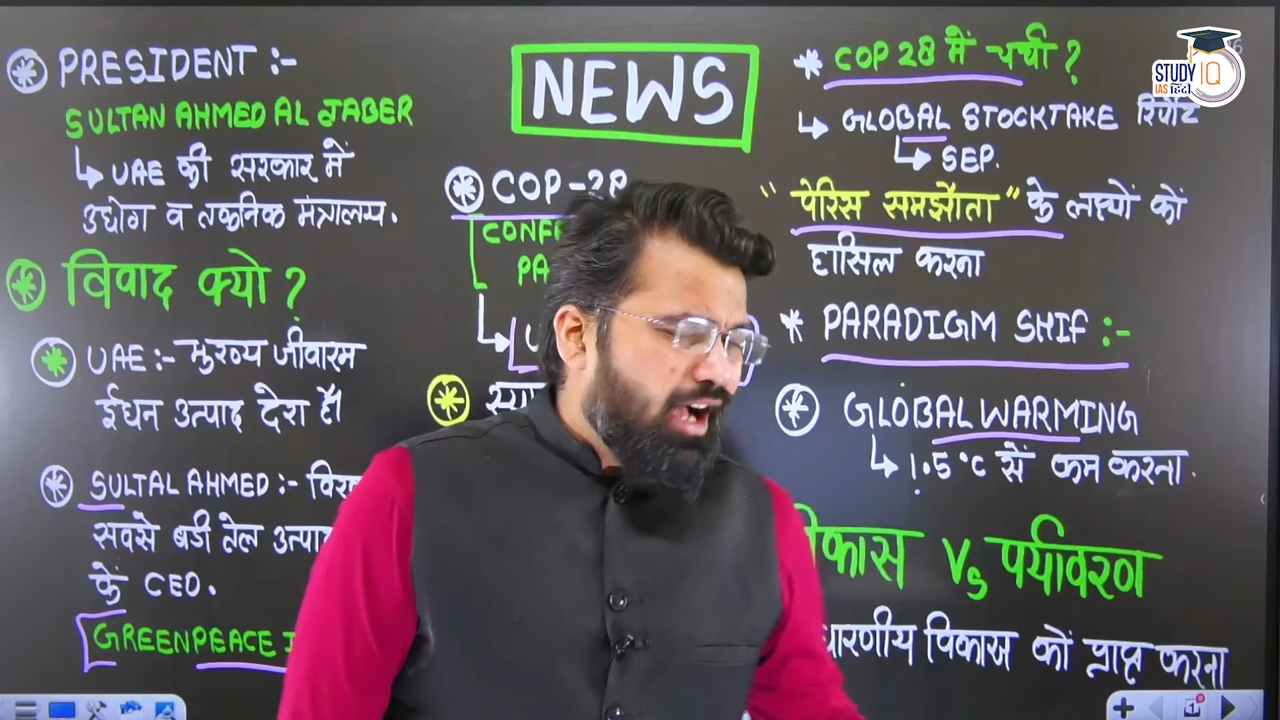 PRESIDENT :-
SULTAN AHMED AL JABER
UAE की सरकार में
उद्योग व तकनिक मंत्रालय.
विवाद क्यो ?
UAE :- मुख्य जीवाश्म
ईधन उत्पाद देश है।
SULTAL AHMED :-
सबसे बडी तेल
के CEO.
GREENPEACE
NEWS
COP -28
COP 28 में चर्चा ?
GLOBAL STOCKTAKE रिपोर्ट
SEP.
"पेरिस समझौता" के लक्ष्यों कों
हासिल करना
PARADIGM SHIF :-
GLOBAL WARMING
1.5°C सें कम करना.
Vs पर्यावरण
विकास कों प्राप्त करना
STUDY IQ
IAS हिंदी